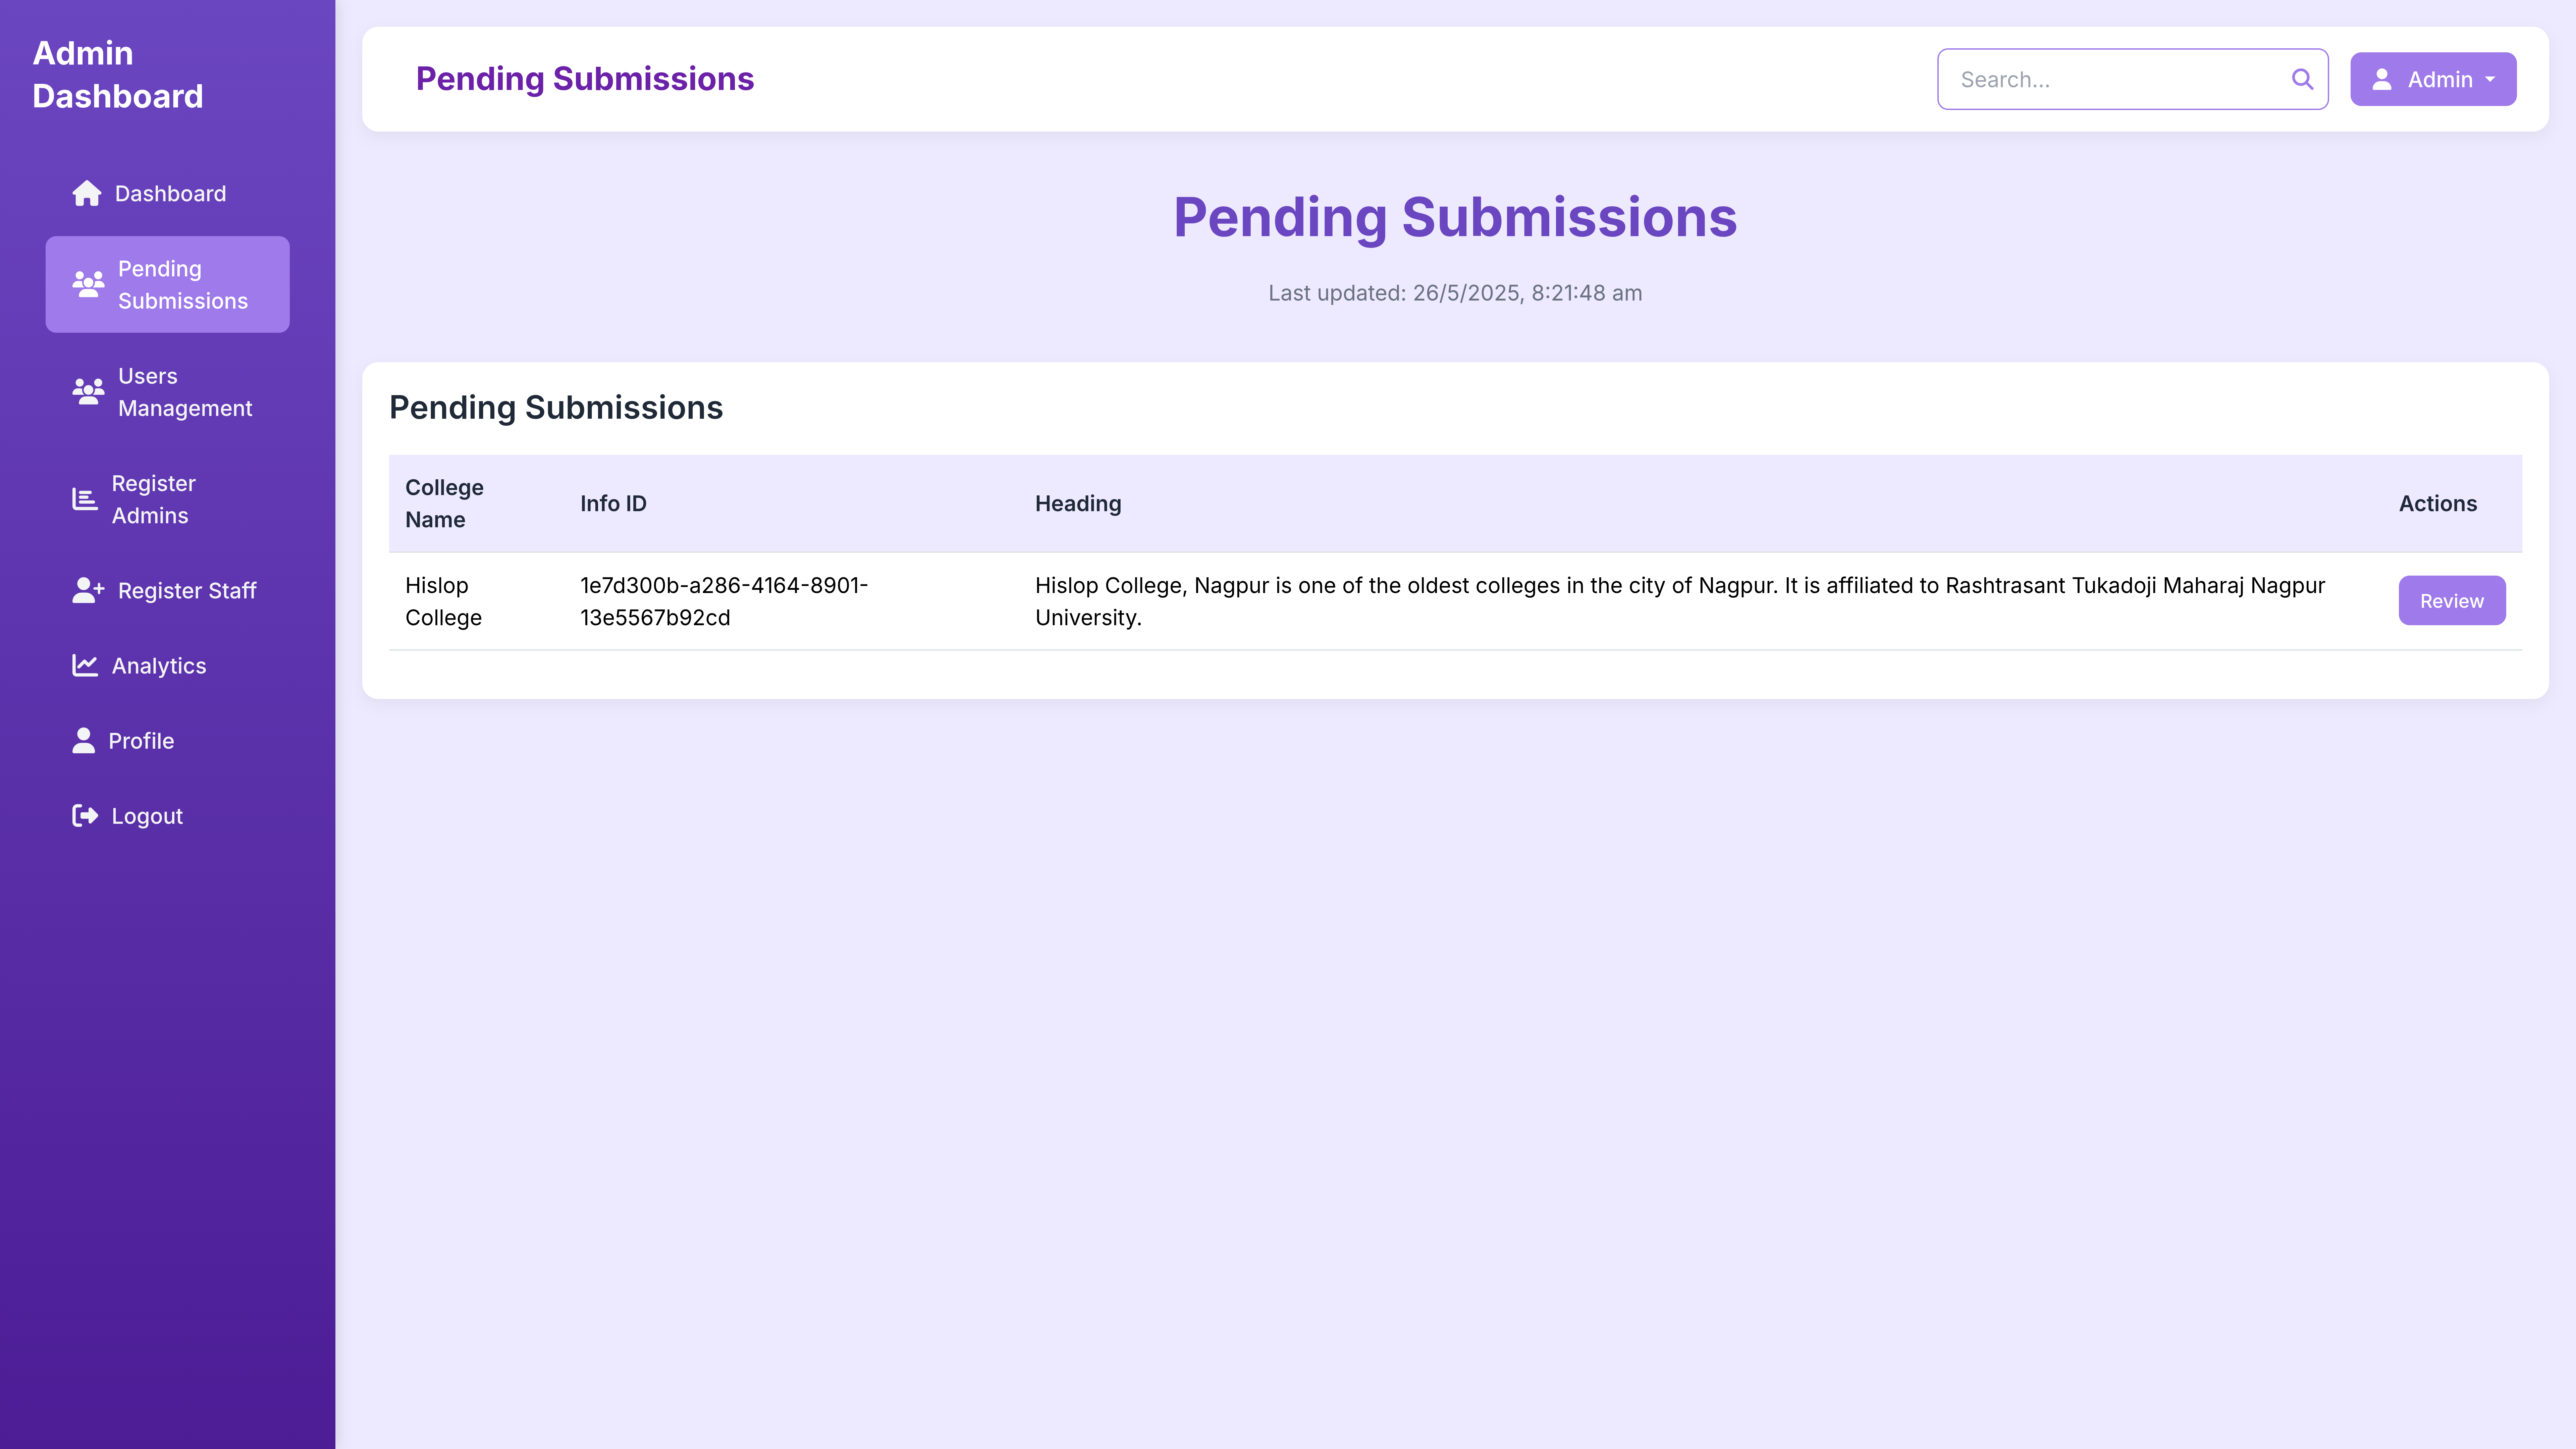 Admin
Dashboard
Dashboard
Pending
Submissions
Users
Management
Register
Admins
Register Staff
Analytics
Profile
Logout
Pending Submissions
Search...
Admin
Pending Submissions
Last updated: 26/5/2025, 8:21:48 am
Pending Submissions
College
Name
Info ID
Heading
Actions
Hislop
College
1e7d300b-a286-4164-8901-
13e5567b92cd
Hislop College, Nagpur is one of the oldest colleges in the city of Nagpur. It is affiliated to Rashtrasant Tukadoji Maharaj Nagpur
University.
Review